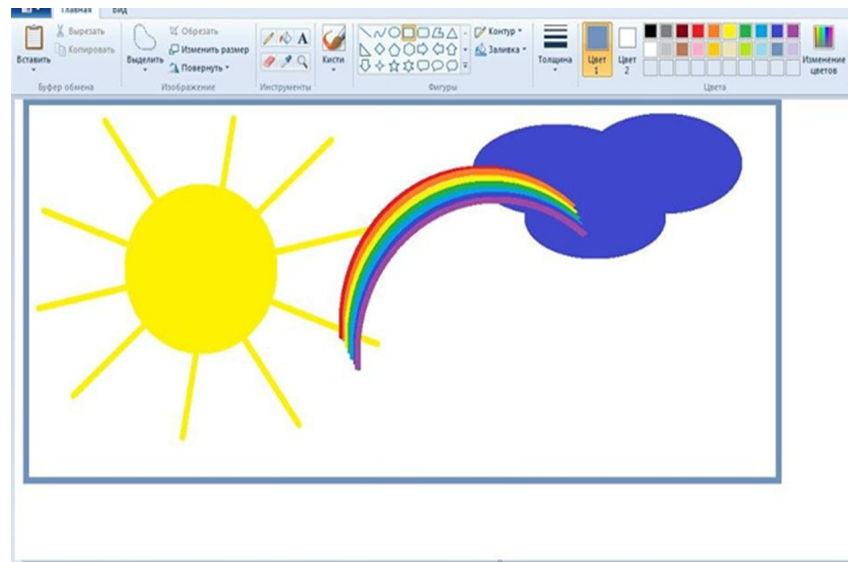 Главная Вид
Вставить
Вырезать
Копировать
Буфер обмена
Выделить
Обрезать
Изменить размер
Повернуть
Изображение
A
Инструменты
Кисти
Контур
Заливка
Фигуры
Толщина
Цвет
1
Цвет
2
Изменение
цветов
Цвета